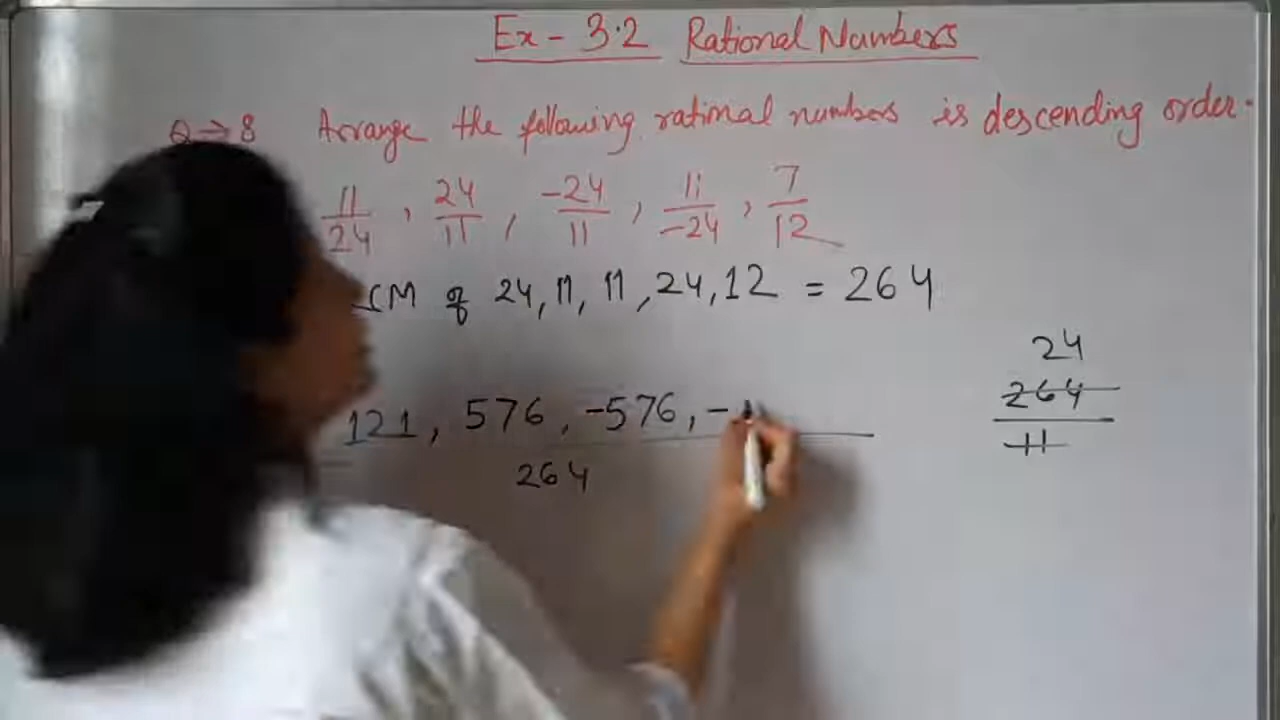 Ex - 3.2 Rational Numbers
Q → 8 Arrange the following rational numbers is descending order.
11/24, 24/11, -24/11, 11/-24, 7/12
CM of 24, 11, 11, 24, 12 = 264
24
264
11
121, 576, -576, -
264